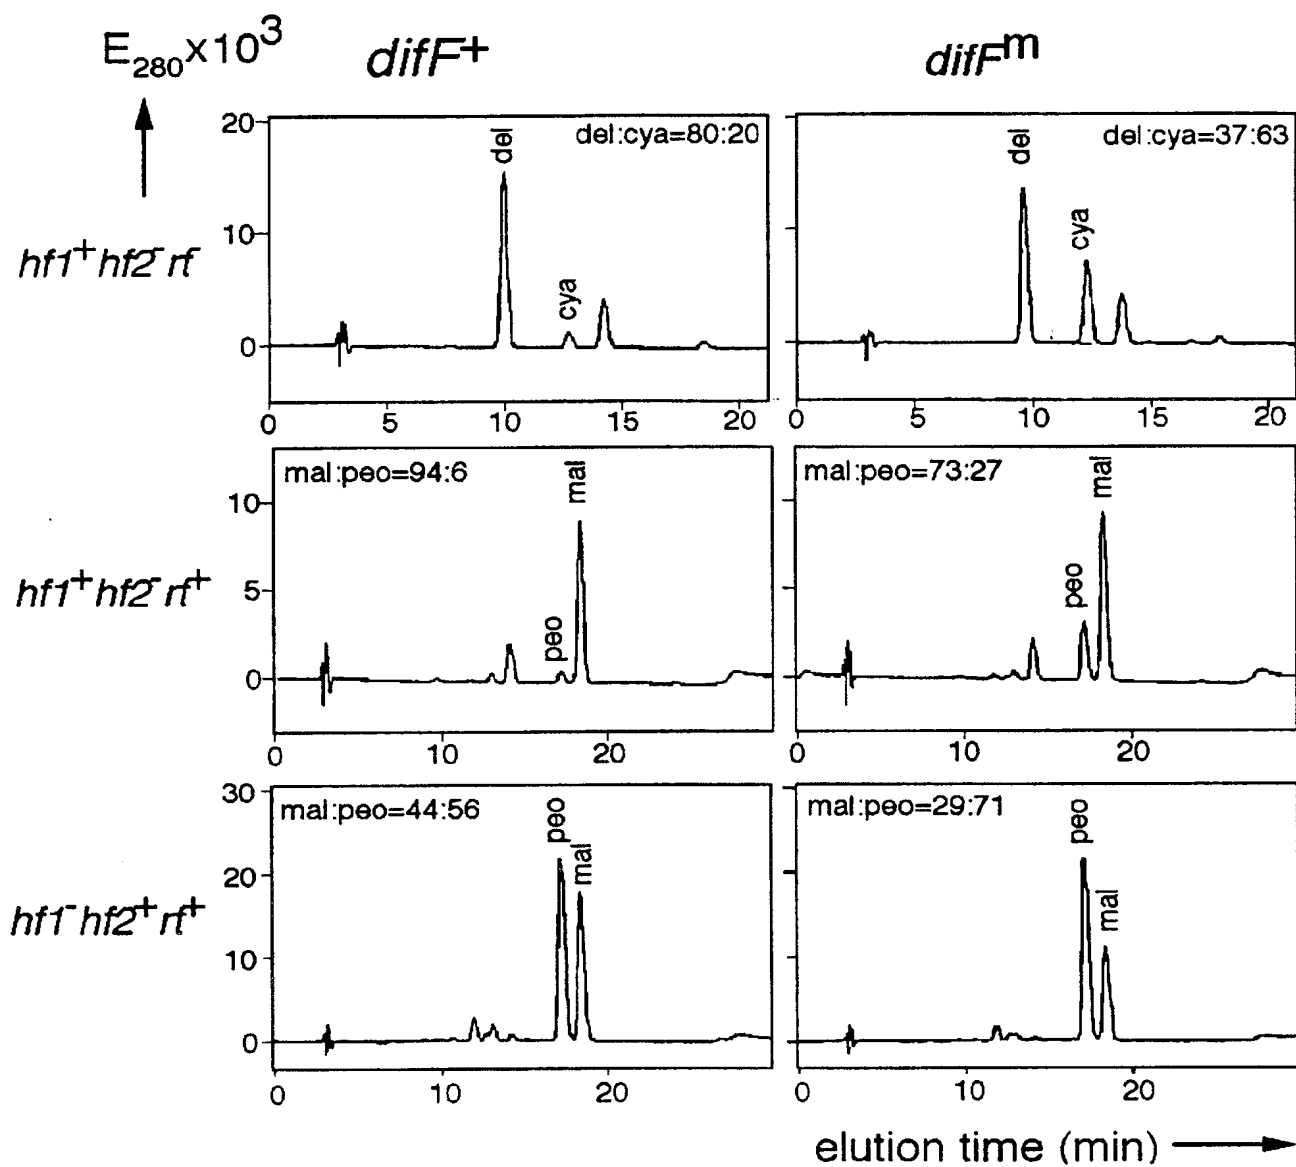 E280x10³ difF+ difFm
hf1+hf2-rf-
20 10 0
del cya del:cya=80:20
0 5 10 15 20
del cya del:cya=37:63
0 5 10 15 20
hf1+hf2-rf+
10 5 0
mal:peo=94:6 peo mal
0 10 20
mal:peo=73:27 peo mal
0 10 20
hf1-hf2+rf+
30 20 10 0
mal:peo=44:56 peo mal
0 10 20
mal:peo=29:71 peo mal
0 10 20
elution time (min)